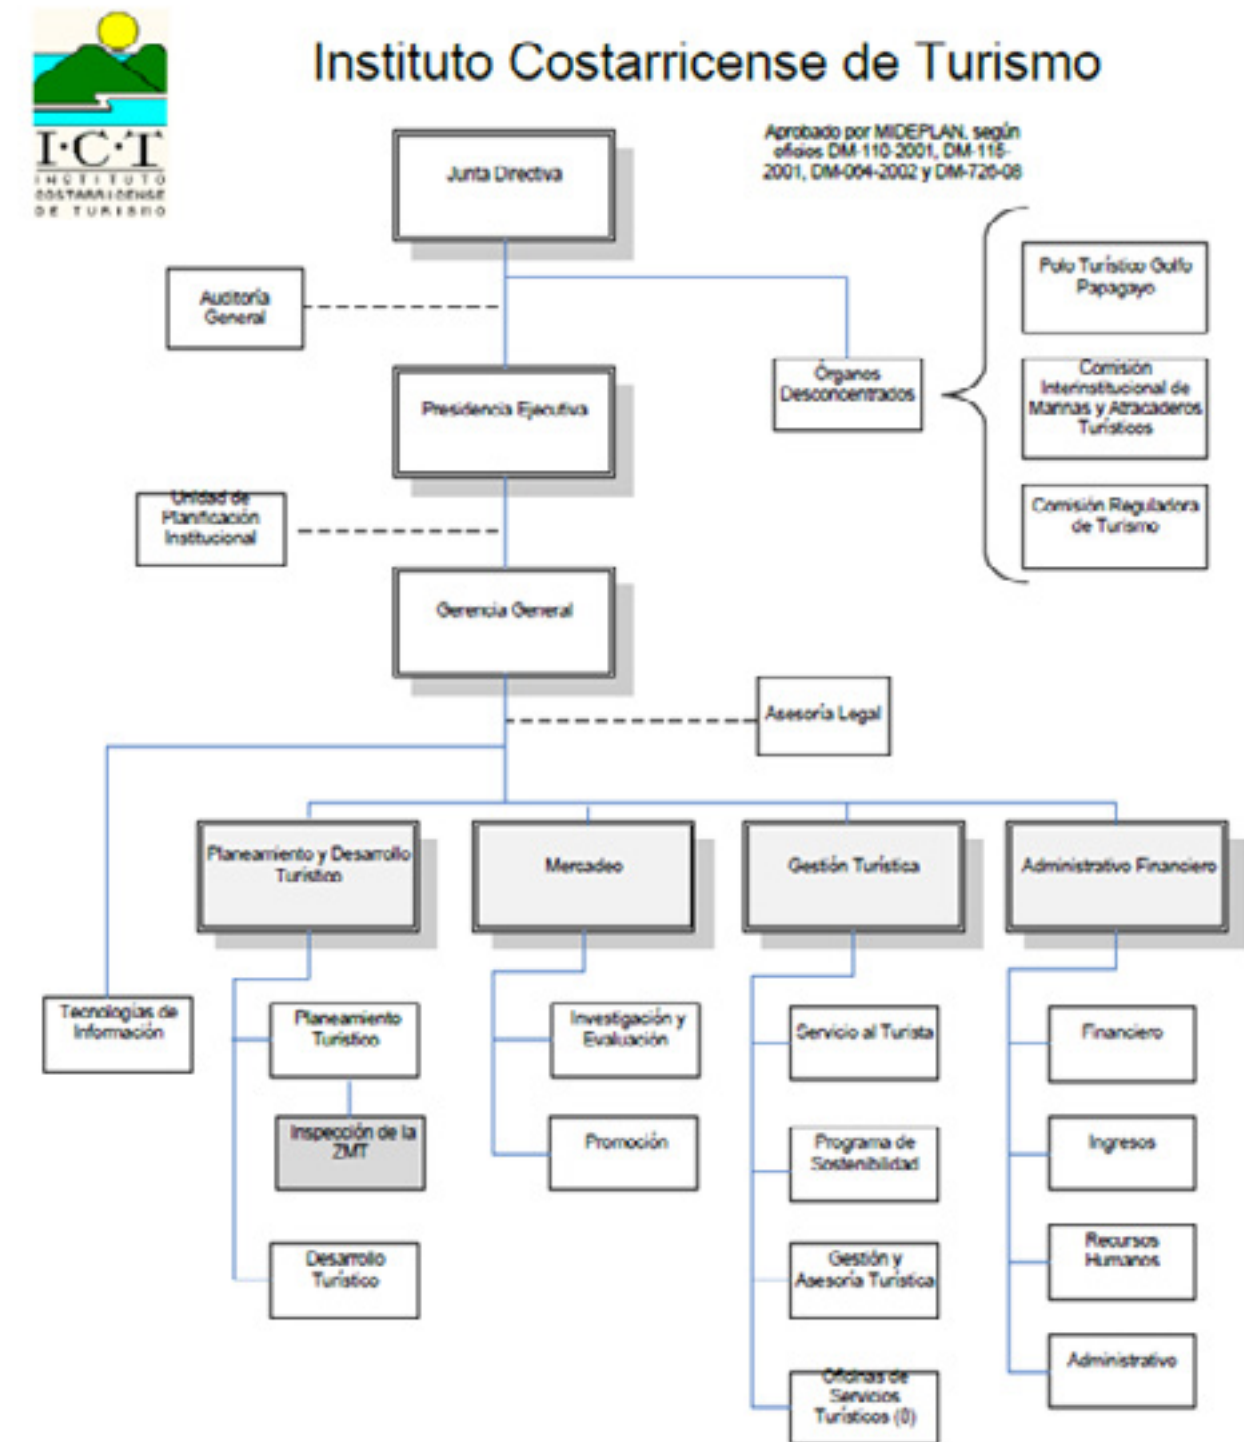 Instituto Costarricense de Turismo
I·C·T
INSTITUTO
COSTARRICENSE
DE TURISMO
Aprobado por MIDEPLAN, según
oficios DM-110-2001, DM-116-
2001, DM-064-2002 y DM-726-08
Junta Directiva
Auditoría
General
Polo Turístico Golfo
Papagayo
Órganos
Desconcentrados
Comisión
Interinstitucional de
Marinas y Atracaderos
Turísticos
Presidencia Ejecutiva
Comisión Reguladora
de Turismo
Unidad de
Planificación
Institucional
Gerencia General
Asesoría Legal
Planeamiento y Desarrollo
Turístico
Mercadeo
Gestión Turística
Administrativo Financiero
Tecnologías de
Información
Planeamiento
Turístico
Investigación y
Evaluación
Servicio al Turista
Financiero
Inspección de la
ZMT
Promoción
Programa de
Sostenibilidad
Ingresos
Desarrollo
Turístico
Gestión y
Asesoría Turística
Recursos
Humanos
Oficinas de
Servicios
Turísticos
Administrativo